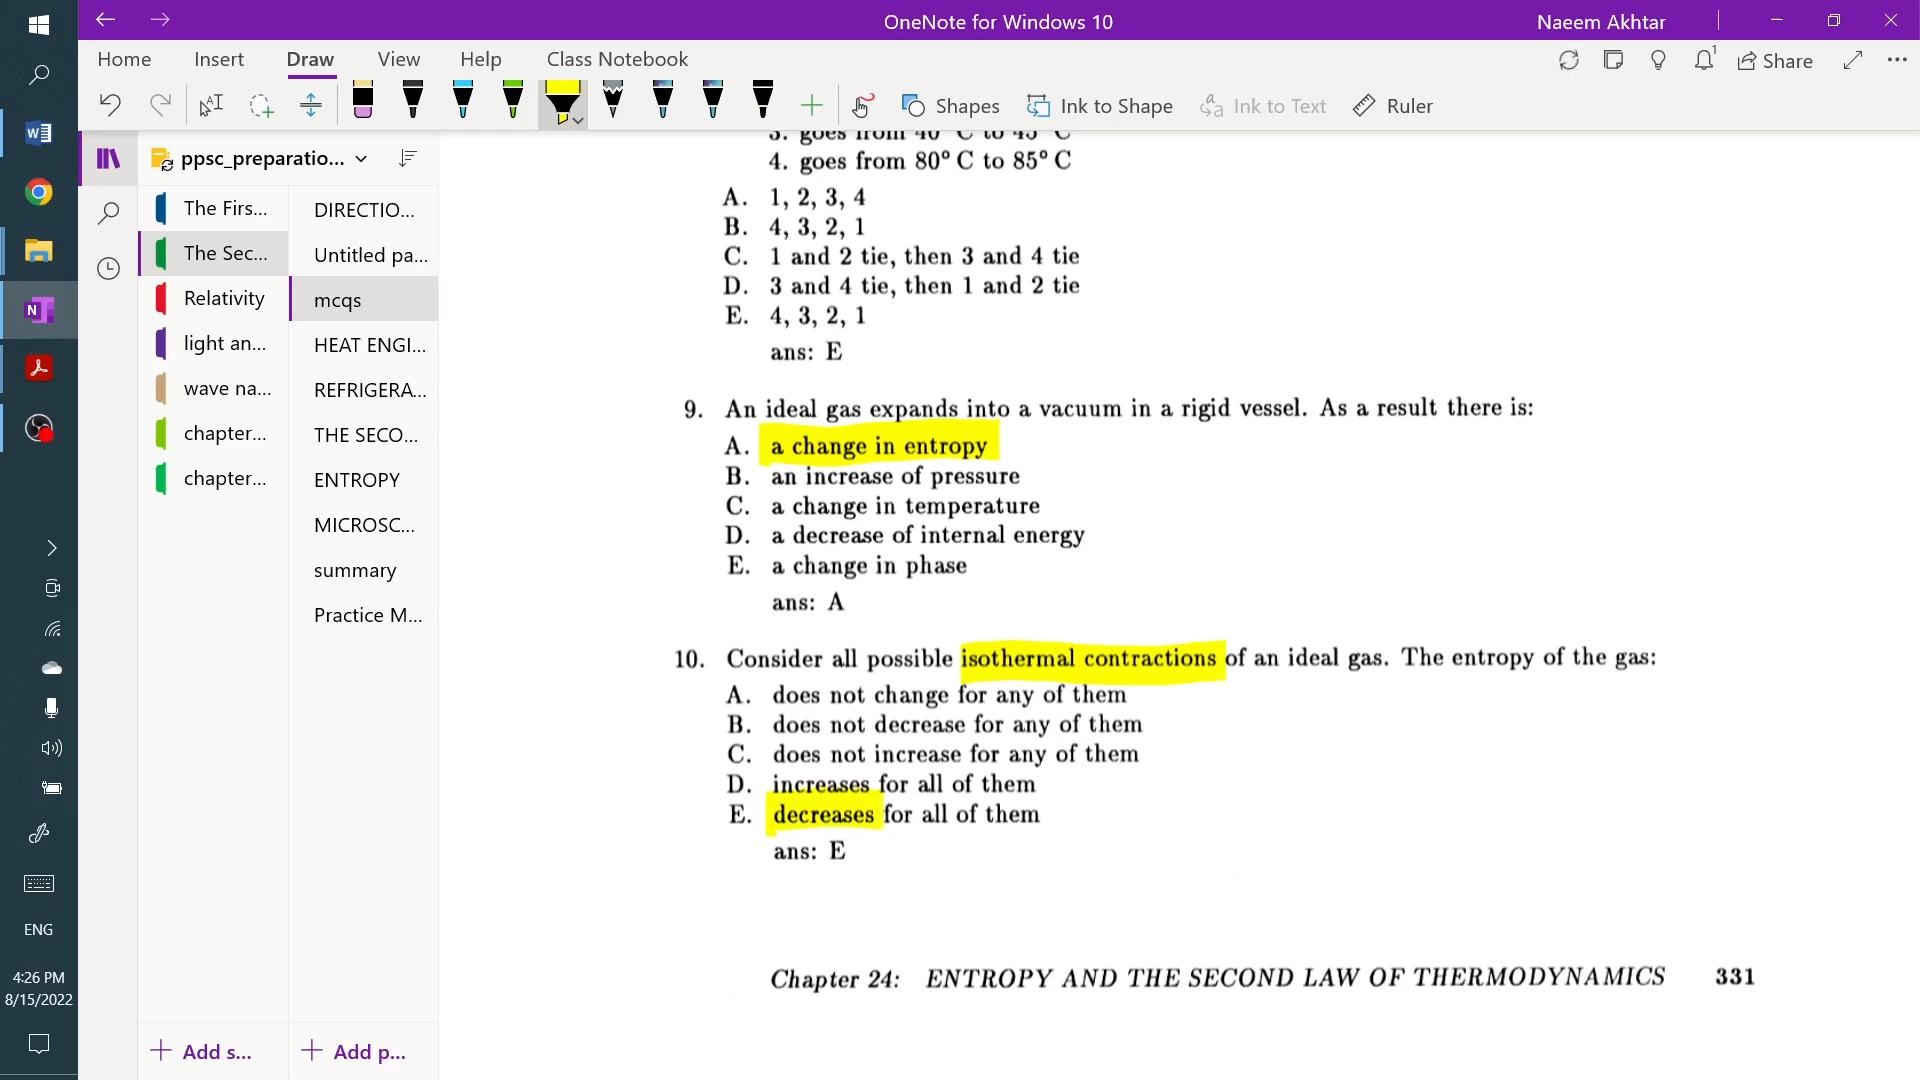 OneNote for Windows 10
Naeem Akhtar
Home Insert Draw View Help Class Notebook
1
Share
Shapes Ink to Shape Ink to Text Ruler
ppsc_preparatio...
The Firs...
The Sec...
Relativity
light an...
wave na...
chapter...
chapter...
Add s...
DIRECTIO...
Untitled pa...
mcqs
HEAT ENGI...
REFRIGERA...
THE SECO...
ENTROPY
MICROSC...
summary
Practice M...
Add p...
3. goes from 40° C to 45° C
4. goes from 80° C to 85° C
A. 1, 2, 3, 4
B. 4, 3, 2, 1
C. 1 and 2 tie, then 3 and 4 tie
D. 3 and 4 tie, then 1 and 2 tie
E. 4, 3, 2, 1
ans: E
9. An ideal gas expands into a vacuum in a rigid vessel. As a result there is:
A. a change in entropy
B. an increase of pressure
C. a change in temperature
D. a decrease of internal energy
E. a change in phase
ans: A
10. Consider all possible isothermal contractions of an ideal gas. The entropy of the gas:
A. does not change for any of them
B. does not decrease for any of them
C. does not increase for any of them
D. increases for all of them
E. decreases for all of them
ans: E
Chapter 24: ENTROPY AND THE SECOND LAW OF THERMODYNAMICS 331
ENG
4:26 PM
8/15/2022